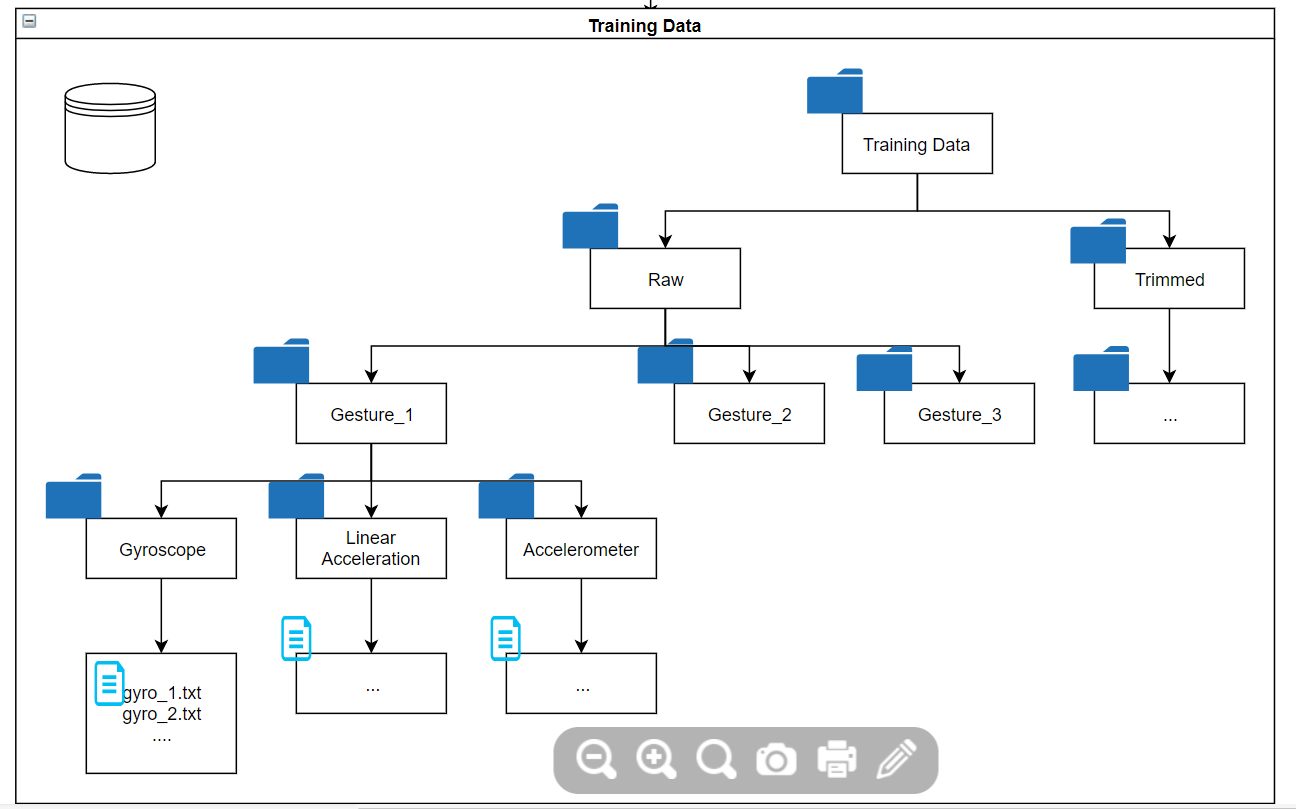 Training Data
Training Data
Raw
Trimmed
Gesture_1
Gesture_2
Gesture_3
...
Gyroscope
Linear
Acceleration
Accelerometer
gyro_1.txt
gyro_2.txt
....
...
...